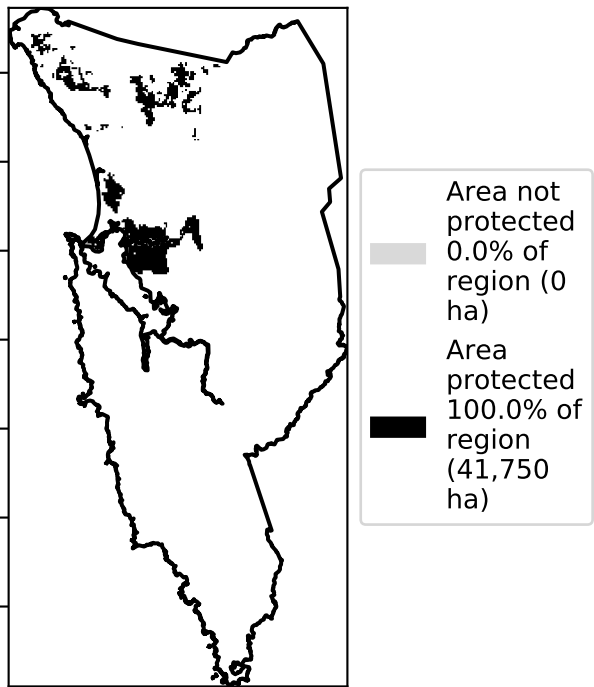 Area not
protected
0.0% of
region (0
ha)
Area
protected
100.0% of
region
(41,750
ha)